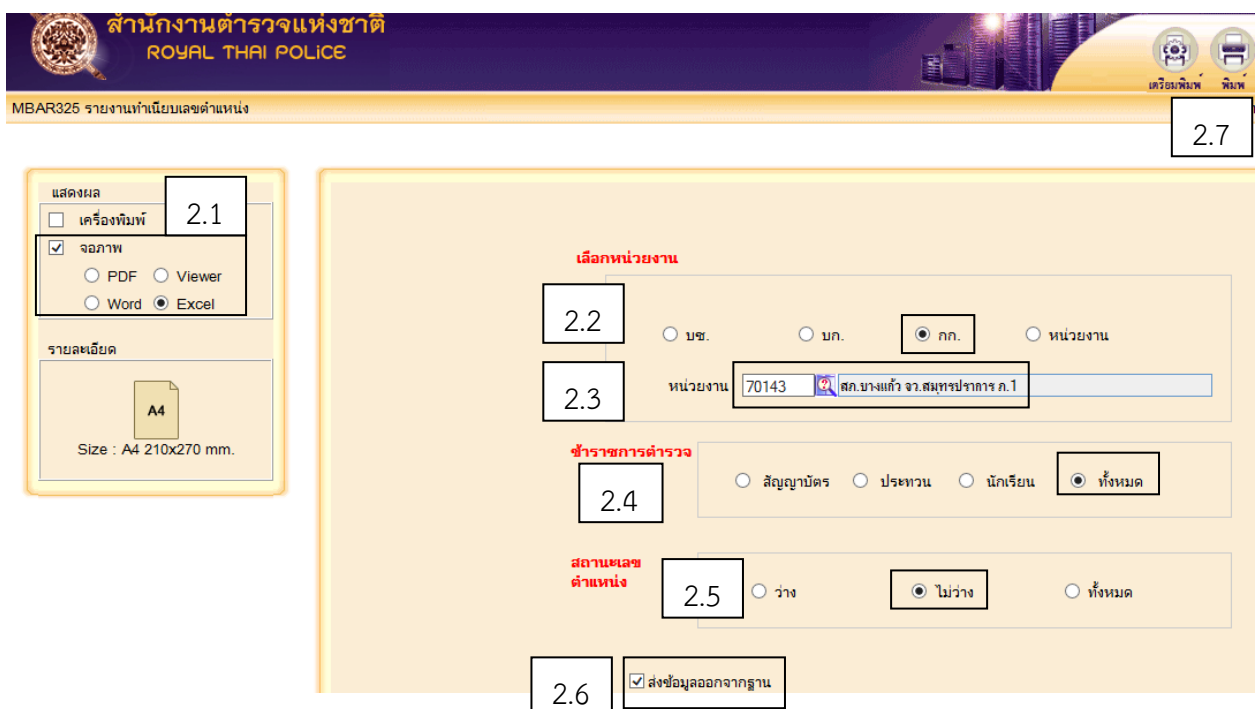 สำนักงานตำรวจแห่งชาติ
ROYAL THAI POLICE
เตรียมพิมพ์ พิมพ์
MBAR325 รายงานทำเนียบเลขตำแหน่ง
2.7
แสดงผล
2.1
เครื่องพิมพ์
จอภาพ
PDF Viewer
Word Excel
รายละเอียด
A4
Size : A4 210x270 mm.
เลือกหน่วยงาน
2.2
บช. บก. กก. หน่วยงาน
2.3
หน่วยงาน 70143 สภ.บางแก้ว จว.สมุทรปราการ ภ.1
ข้าราชการตำรวจ
2.4
สัญญาบัตร ประทวน นักเรียน ทั้งหมด
สถานะเลข
ตำแหน่ง
2.5
ว่าง ไม่ว่าง ทั้งหมด
2.6
ส่งข้อมูลออกจากฐาน